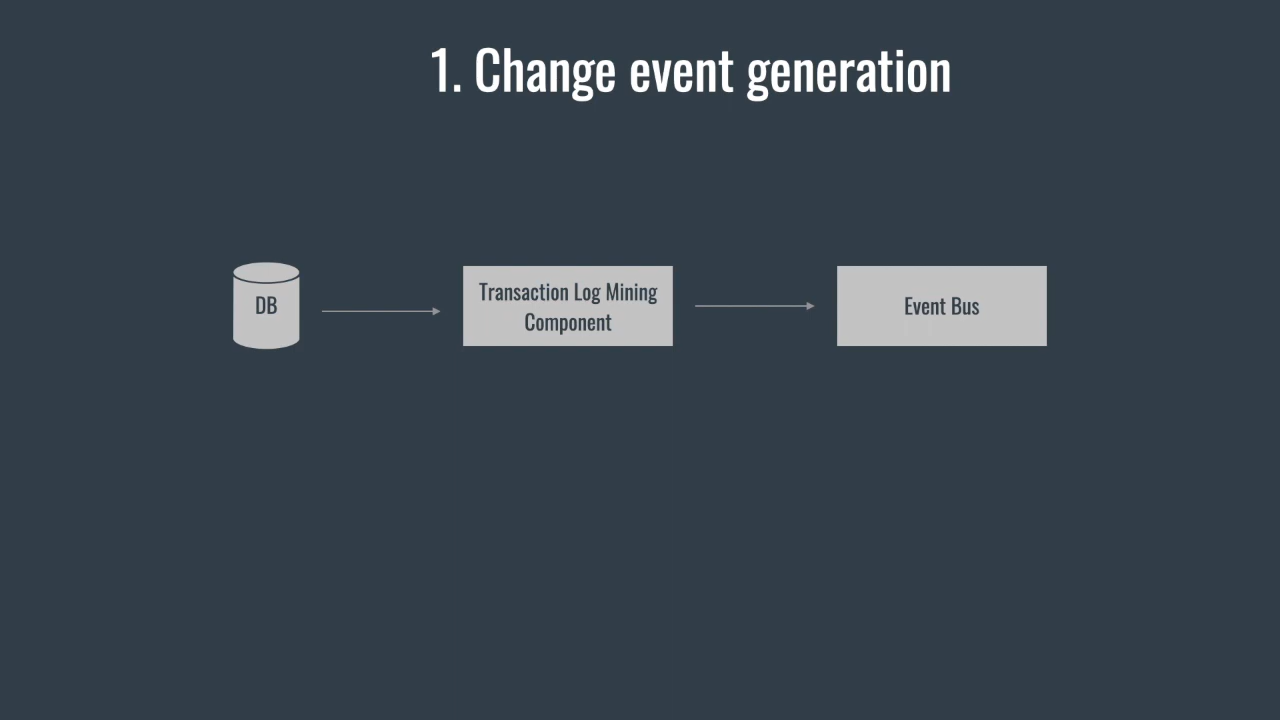 1. Change event generation
DB
Transaction Log Mining
Component
Event Bus